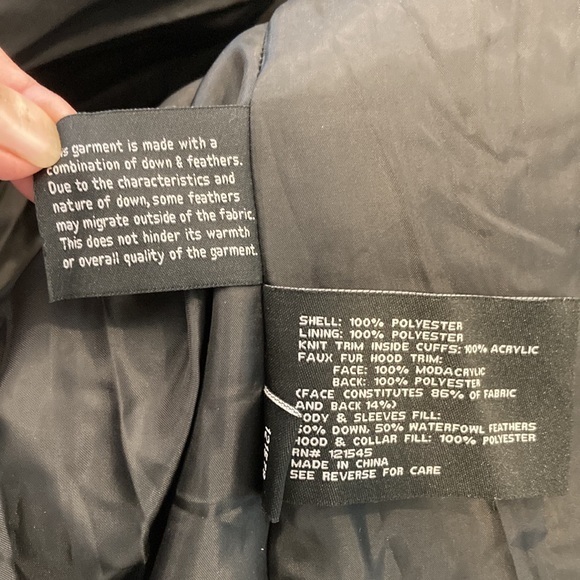 garment is made with a
combination of down & feathers.
Due to the characteristics and
nature of down, some feathers
may migrate outside of the fabric.
This does not hinder its warmth
or overall quality of the garment.
SHELL: 100% POLYESTER
LINING: 100% POLYESTER
KNIT TRIM INSIDE CUFFS: 100% ACRYLIC
FAUX FUR HOOD TRIM:
FACE: 100% MODACRYLIC
BACK: 100% POLYESTER
(FACE CONSTITUTES 86% OF FABRIC
AND BACK 14%)
BODY & SLEEVES FILL:
50% DOWN, 50% WATERFOWL FEATHERS
HOOD & COLLAR FILL: 100% POLYESTER
RN# 121545
MADE IN CHINA
SEE REVERSE FOR CARE